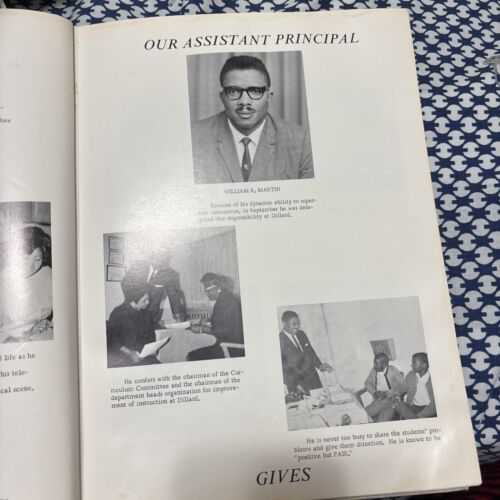 OUR ASSISTANT PRINCIPAL
WILLIAM R. MARTIN
Because of his dynamic ability to super-
vise instruction, in September he was dele-
gated this responsibility at Dillard.
He confers with the chairman of the Cur-
riculum Committee and the chairman of the
department heads organization for improve-
ment of instruction at Dillard.
He is never too busy to share the students' pro-
blems and give them direction. He is known to be
"positive but FAIR."
GIVES
life as he
his tele-
cal scene.